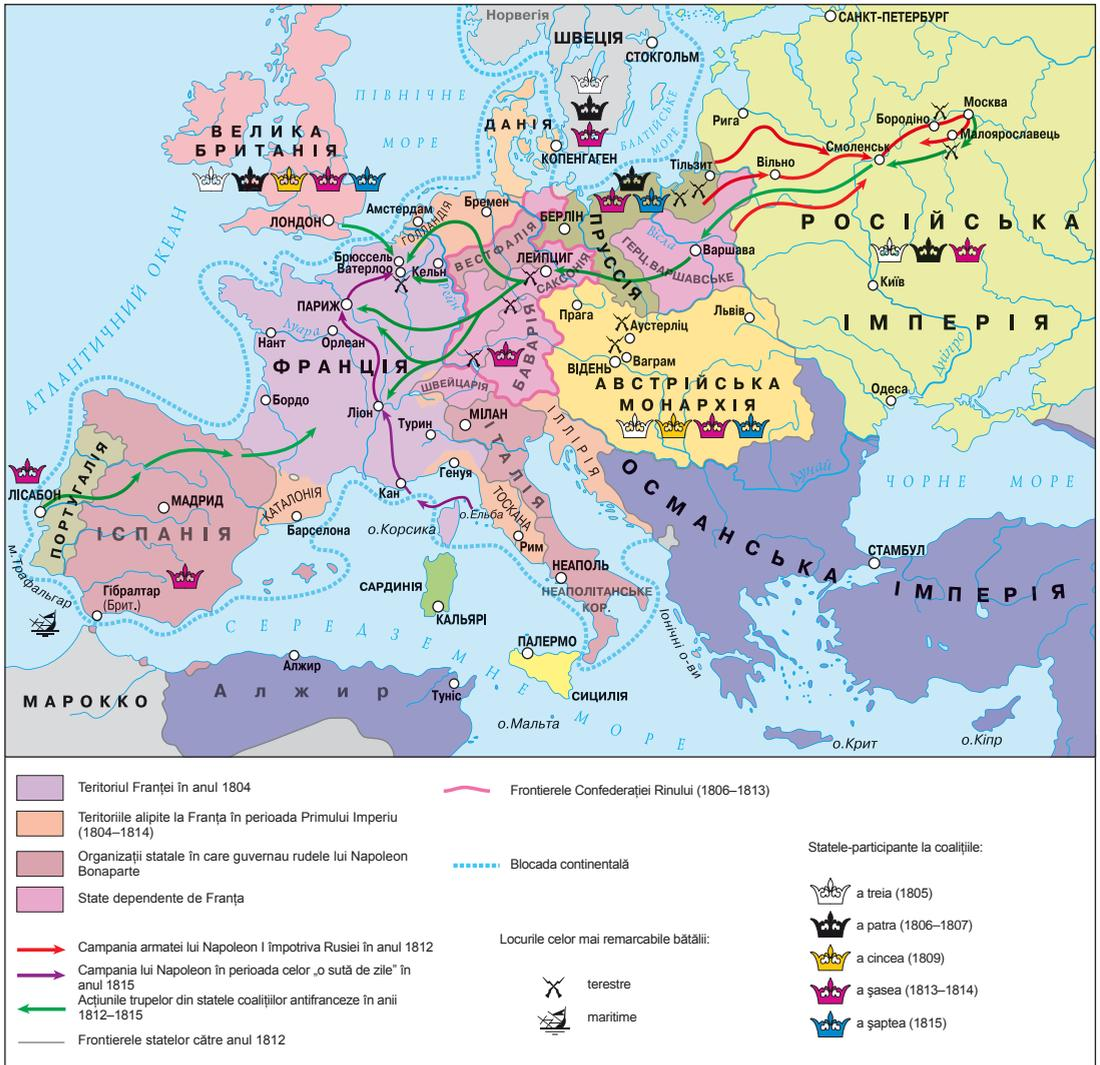 Норвегія
САНКТ-ПЕТЕРБУРГ
ШВЕЦІЯ
СТОКГОЛЬМ
ПІВНІЧНЕ
МОРЕ
ВЕЛИКА
БРИТАНІЯ
ДАНІЯ
КОПЕНГАГЕН
БАЛТІЙСЬКЕ
МОРЕ
Рига
Бородіно
Москва
Малоярославець
Смоленськ
Тільзит
Вільно
РОСІЙСЬКА
ІМПЕРІЯ
ЛОНДОН
Амстердам
ГОЛЛАНДІЯ
Бремен
БЕРЛІН
ПРУССІЯ
Вісла
ГЕРЦ. ВАРШАВСЬКЕ
Варшава
Київ
АТЛАНТИЧНИЙ ОКЕАН
Брюссель
Ватерлоо
Кельн
Рейн
ВЕСТФАЛІЯ
ЛЕЙПЦИГ
САКСОНІЯ
ПАРИЖ
Луара
Нант
Орлеан
ФРАНЦІЯ
БАВАРІЯ
Прага
Аустерліц
Львів
ВІДЕНЬ
Ваграм
АВСТРІЙСЬКА
МОНАРХІЯ
Дніпро
Одеса
ШВЕЙЦАРІЯ
Бордо
Ліон
Турин
МІЛАН
ІТАЛІЯ
ІЛЛІРІЯ
Генуя
Кан
ТОСКАНА
о.Ельба
о.Корсика
Рим
ЛІСАБОН
ПОРТУГАЛІЯ
МАДРИД
ІСПАНІЯ
КАТАЛОНІЯ
Барселона
м.Трафальгар
Гібралтар
(Брит.)
САРДИНІЯ
КАЛЬЯРІ
НЕАПОЛЬ
НЕАПОЛІТАНСЬКЕ
КОР.
ПАЛЕРМО
СИЦИЛІЯ
Іонічні о-ви
Дунай
ЧОРНЕ МОРЕ
ОСМАНСЬКА
ІМПЕРІЯ
СТАМБУЛ
СЕРЕДЗЕМНЕ
МОРЕ
МАРОККО
Алжир
Алжир
Туніс
о.Мальта
о.Крит
о.Кіпр
Teritoriul Franței în anul 1804
Teritoriile alipite la Franța în perioada Primului Imperiu
(1804–1814)
Organizații statale în care guvernau rudele lui Napoleon
Bonaparte
State dependente de Franța
Campania armatei lui Napoleon I împotriva Rusiei în anul 1812
Campania lui Napoleon în perioada celor „o sută de zile” în
anul 1815
Acțiunile trupelor din statele coalițiilor antifranceze în anii
1812–1815
Frontierele statelor către anul 1812
Frontierele Confederației Rinului (1806–1813)
Blocada continentală
Locurile celor mai remarcabile bătălii:
terestre
maritime
Statele-participante la coalițiile:
a treia (1805)
a patra (1806–1807)
a cincea (1809)
a șasea (1813–1814)
a șaptea (1815)